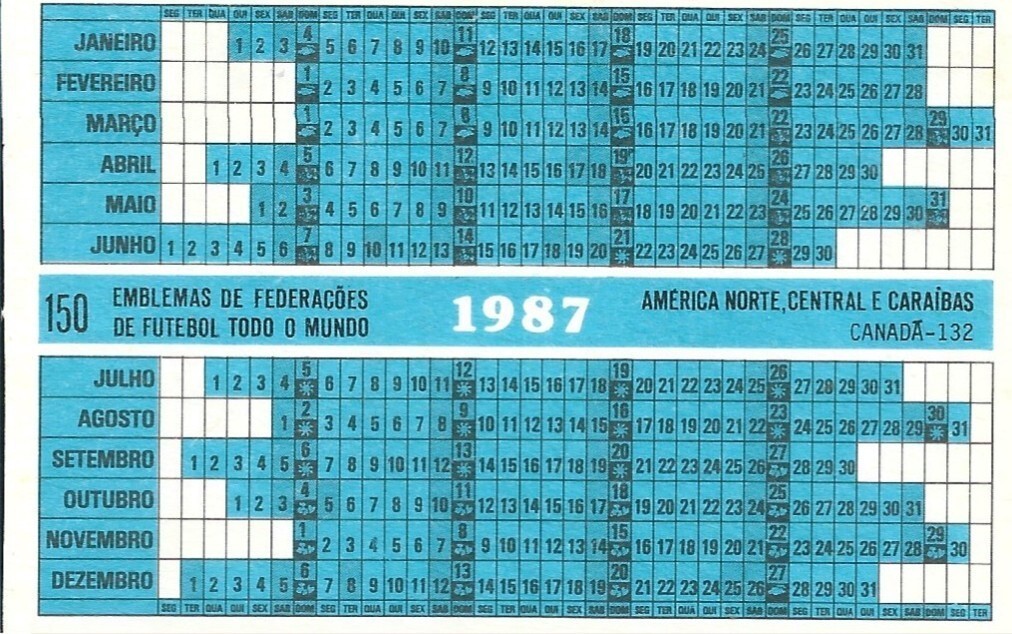 SEG TER QUA QUI SEX SAB DOM SEG TER QUA QUI SEX SAB DOM SEG TER QUA QUI SEX SAB DOM SEG TER QUA QUI SEX SAB DOM SEG TER QUA QUI SEX SAB DOM SEG TER
JANEIRO 1 2 3 4 5 6 7 8 9 10 11 12 13 14 15 16 17 18 19 20 21 22 23 24 25 26 27 28 29 30 31
FEVEREIRO 1 2 3 4 5 6 7 8 9 10 11 12 13 14 15 16 17 18 19 20 21 22 23 24 25 26 27 28
MARÇO 1 2 3 4 5 6 7 8 9 10 11 12 13 14 15 16 17 18 19 20 21 22 23 24 25 26 27 28 29 30 31
ABRIL 1 2 3 4 5 6 7 8 9 10 11 12 13 14 15 16 17 18 19 20 21 22 23 24 25 26 27 28 29 30
MAIO 1 2 3 4 5 6 7 8 9 10 11 12 13 14 15 16 17 18 19 20 21 22 23 24 25 26 27 28 29 30 31
JUNHO 1 2 3 4 5 6 7 8 9 10 11 12 13 14 15 16 17 18 19 20 21 22 23 24 25 26 27 28 29 30
150 EMBLEMAS DE FEDERAÇÕES
DE FUTEBOL TODO O MUNDO
1987
AMÉRICA NORTE, CENTRAL E CARAÍBAS
CANADÁ-132
JULHO 1 2 3 4 5 6 7 8 9 10 11 12 13 14 15 16 17 18 19 20 21 22 23 24 25 26 27 28 29 30 31
AGOSTO 1 2 3 4 5 6 7 8 9 10 11 12 13 14 15 16 17 18 19 20 21 22 23 24 25 26 27 28 29 30 31
SETEMBRO 1 2 3 4 5 6 7 8 9 10 11 12 13 14 15 16 17 18 19 20 21 22 23 24 25 26 27 28 29 30
OUTUBRO 1 2 3 4 5 6 7 8 9 10 11 12 13 14 15 16 17 18 19 20 21 22 23 24 25 26 27 28 29 30 31
NOVEMBRO 1 2 3 4 5 6 7 8 9 10 11 12 13 14 15 16 17 18 19 20 21 22 23 24 25 26 27 28 29 30
DEZEMBRO 1 2 3 4 5 6 7 8 9 10 11 12 13 14 15 16 17 18 19 20 21 22 23 24 25 26 27 28 29 30 31
SEG TER QUA QUI SEX SAB DOM SEG TER QUA QUI SEX SAB DOM SEG TER QUA QUI SEX SAB DOM SEG TER QUA QUI SEX SAB DOM SEG TER QUA QUI SEX SAB DOM SEG TER